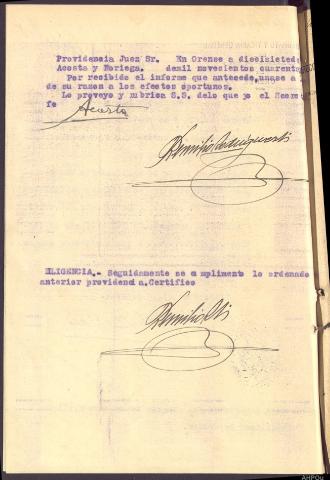 Providencia Juez Sr. En Orense a diecisiete de
Acosta y Noriega. demil novecientos cuarenta
Por recibido el informe que antecede, unase a
de su razon a los efectos oportunos.
Lo proveyo y rubrica S.S. delo que yo el Secre
fe
Acosta
DILIGENCIA.- Seguidamente se cumplimenta lo ordenado
anterior providencia.Certifico
AHPOu